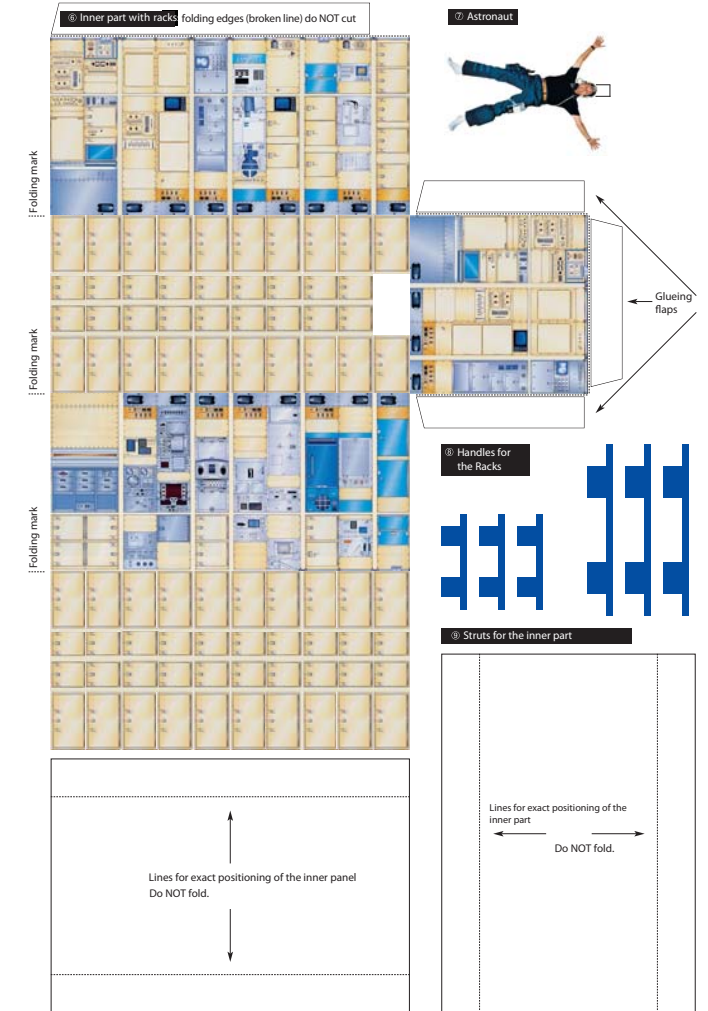 ⑥ Inner part with racks: folding edges (broken line) do NOT cut
⑦ Astronaut
Folding mark
Glueing
flaps
Folding mark
⑧ Handles for
the Racks
Folding mark
⑨ Struts for the inner part
Lines for exact positioning of the
inner part
Do NOT fold.
Lines for exact positioning of the inner panel
Do NOT fold.